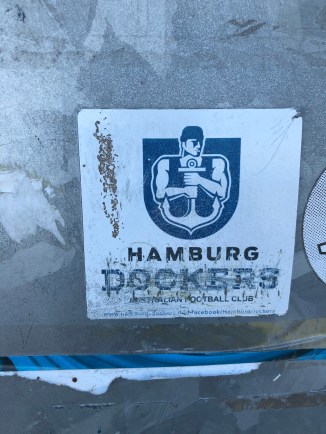 HAMBURG
DOCKERS
AUSTRALIAN FOOTBALL CLUB